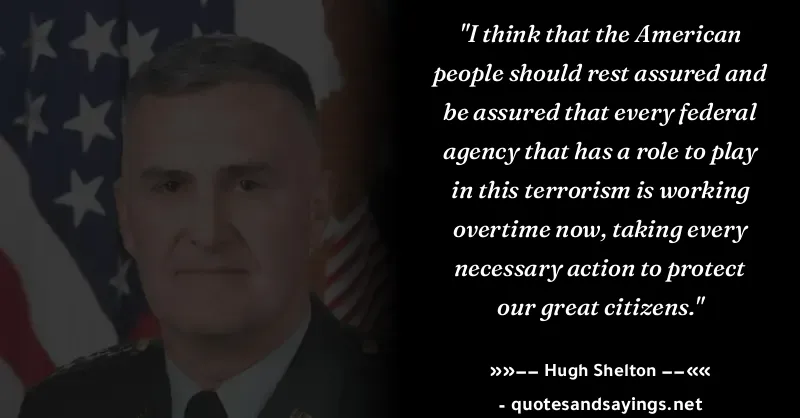 "I think that the American
people should rest assured and
be assured that every federal
agency that has a role to play
in this terrorism is working
overtime now, taking every
necessary action to protect
our great citizens."
»»−− Hugh Shelton −−««
- quotesandsayings.net